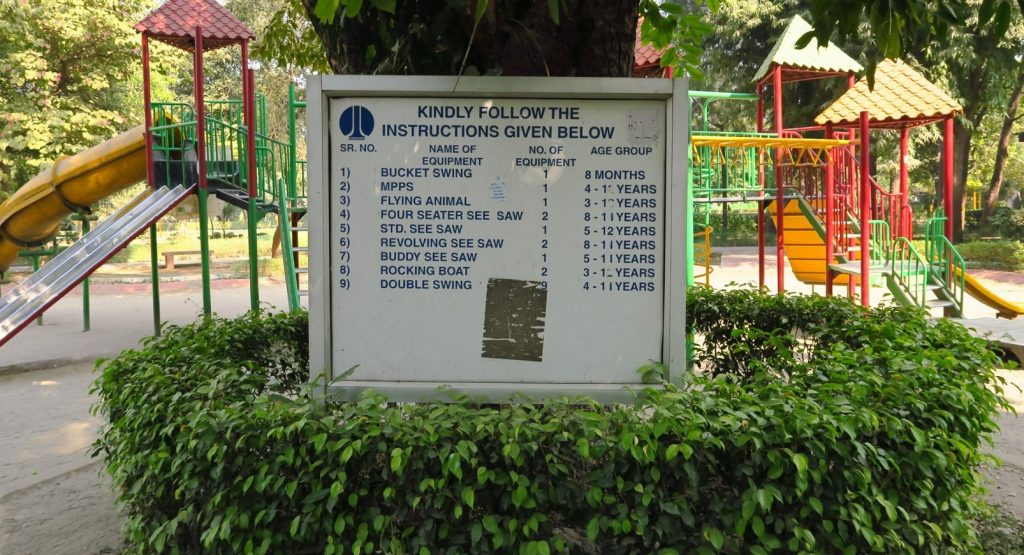 KINDLY FOLLOW THE
INSTRUCTIONS GIVEN BELOW
SR. NO. NAME OF EQUIPMENT NO. OF EQUIPMENT AGE GROUP
1) BUCKET SWING 1 8 MONTHS
2) MPPS 1 4 - YEARS
3) FLYING ANIMAL 1 3 - YEARS
4) FOUR SEATER SEE SAW 2 8 - YEARS
5) STD. SEE SAW 1 5 - 12 YEARS
6) REVOLVING SEE SAW 2 8 - YEARS
7) BUDDY SEE SAW 1 5 - YEARS
8) ROCKING BOAT 2 3 - YEARS
9) DOUBLE SWING 9 4 - YEARS